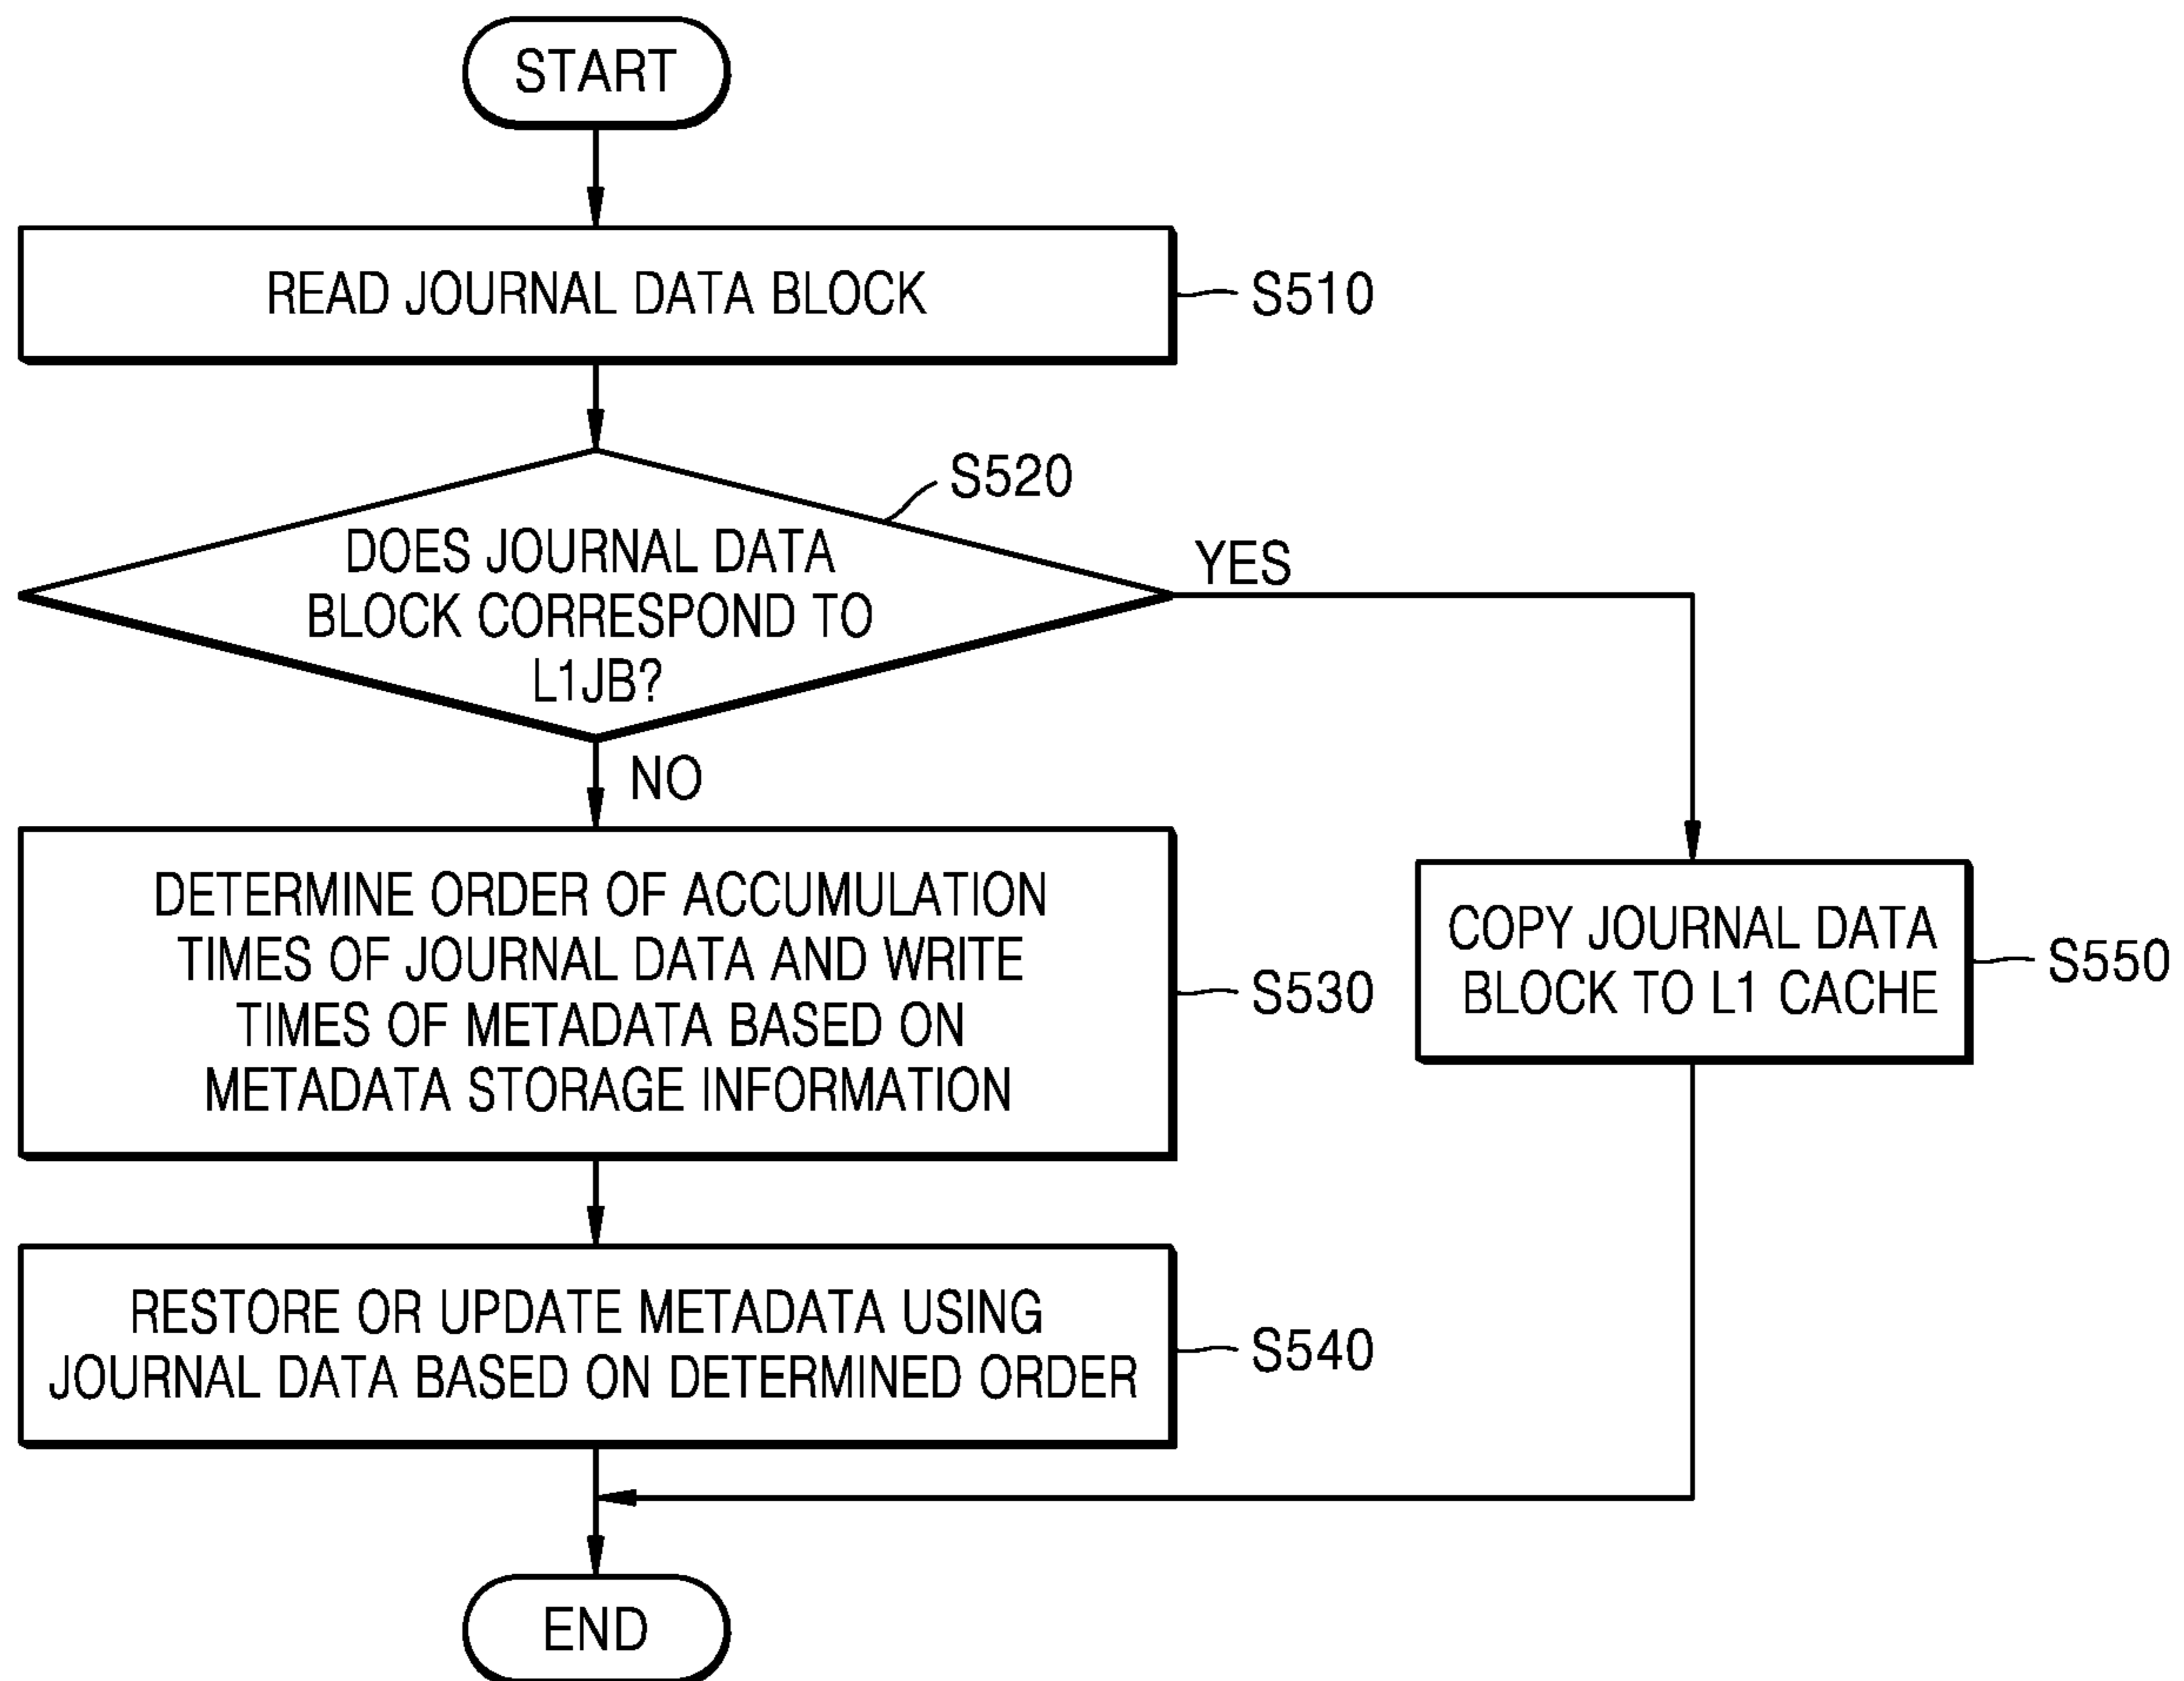 START
READ JOURNAL DATA BLOCK
S510
S520
DOES JOURNAL DATA
BLOCK CORRESPOND TO
L1JB?
YES
NO
DETERMINE ORDER OF ACCUMULATION
TIMES OF JOURNAL DATA AND WRITE
TIMES OF METADATA BASED ON
METADATA STORAGE INFORMATION
S530
COPY JOURNAL DATA
BLOCK TO L1 CACHE
S550
RESTORE OR UPDATE METADATA USING
JOURNAL DATA BASED ON DETERMINED ORDER
S540
END